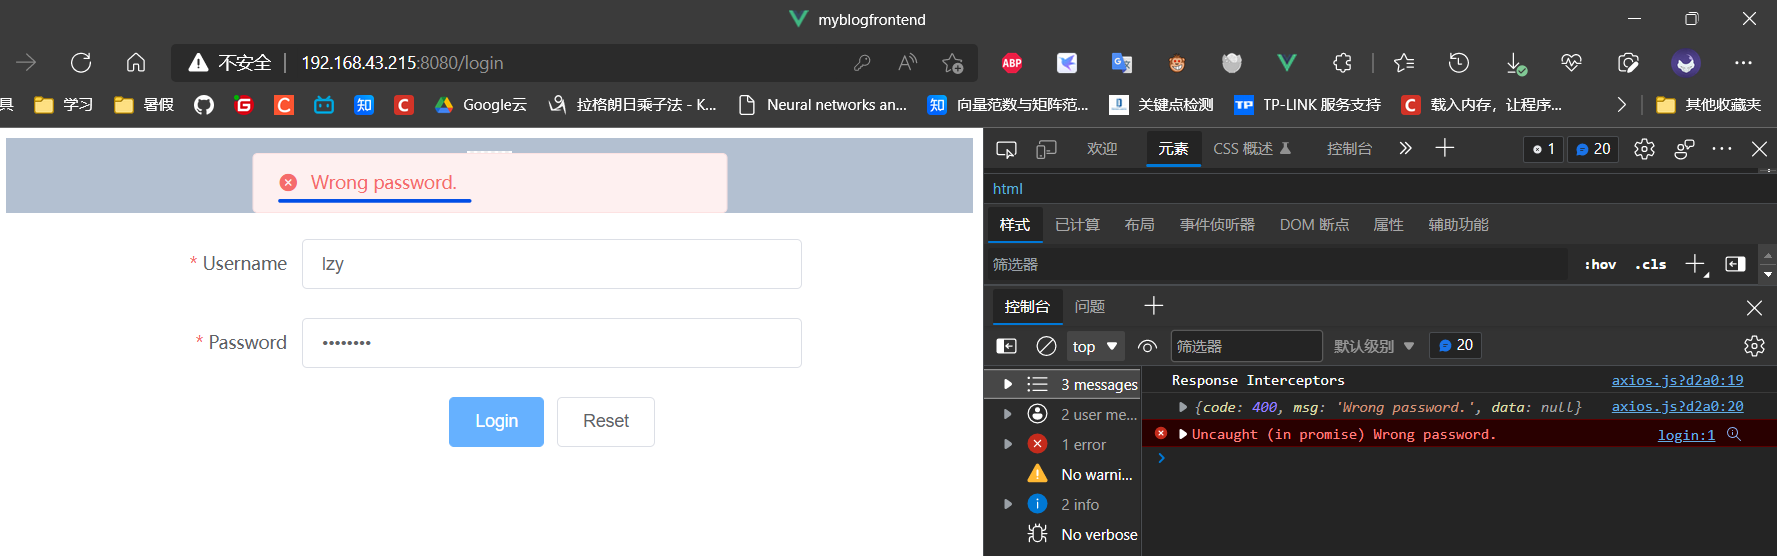 myblogfrontend
不安全 192.168.43.215:8080/login
ABP
具 学习 暑假 G C 知 C Google云 拉格朗日乘子法 - K... Neural networks an... 知 向量范数与矩阵范... 关键点检测 TP TP-LINK 服务支持 C 载入内存，让程序... 其他收藏夹
Wrong password.
* Username lzy
* Password ••••••••
Login Reset
欢迎 元素 CSS 概述 控制台 1 20
html
样式 已计算 布局 事件侦听器 DOM 断点 属性 辅助功能
筛选器 :hov .cls
控制台 问题
top 筛选器 默认级别 20
3 messages
2 user me...
1 error
No warni...
2 info
No verbose
Response Interceptors axios.js?d2a0:19
{code: 400, msg: 'Wrong password.', data: null} axios.js?d2a0:20
Uncaught (in promise) Wrong password. login:1